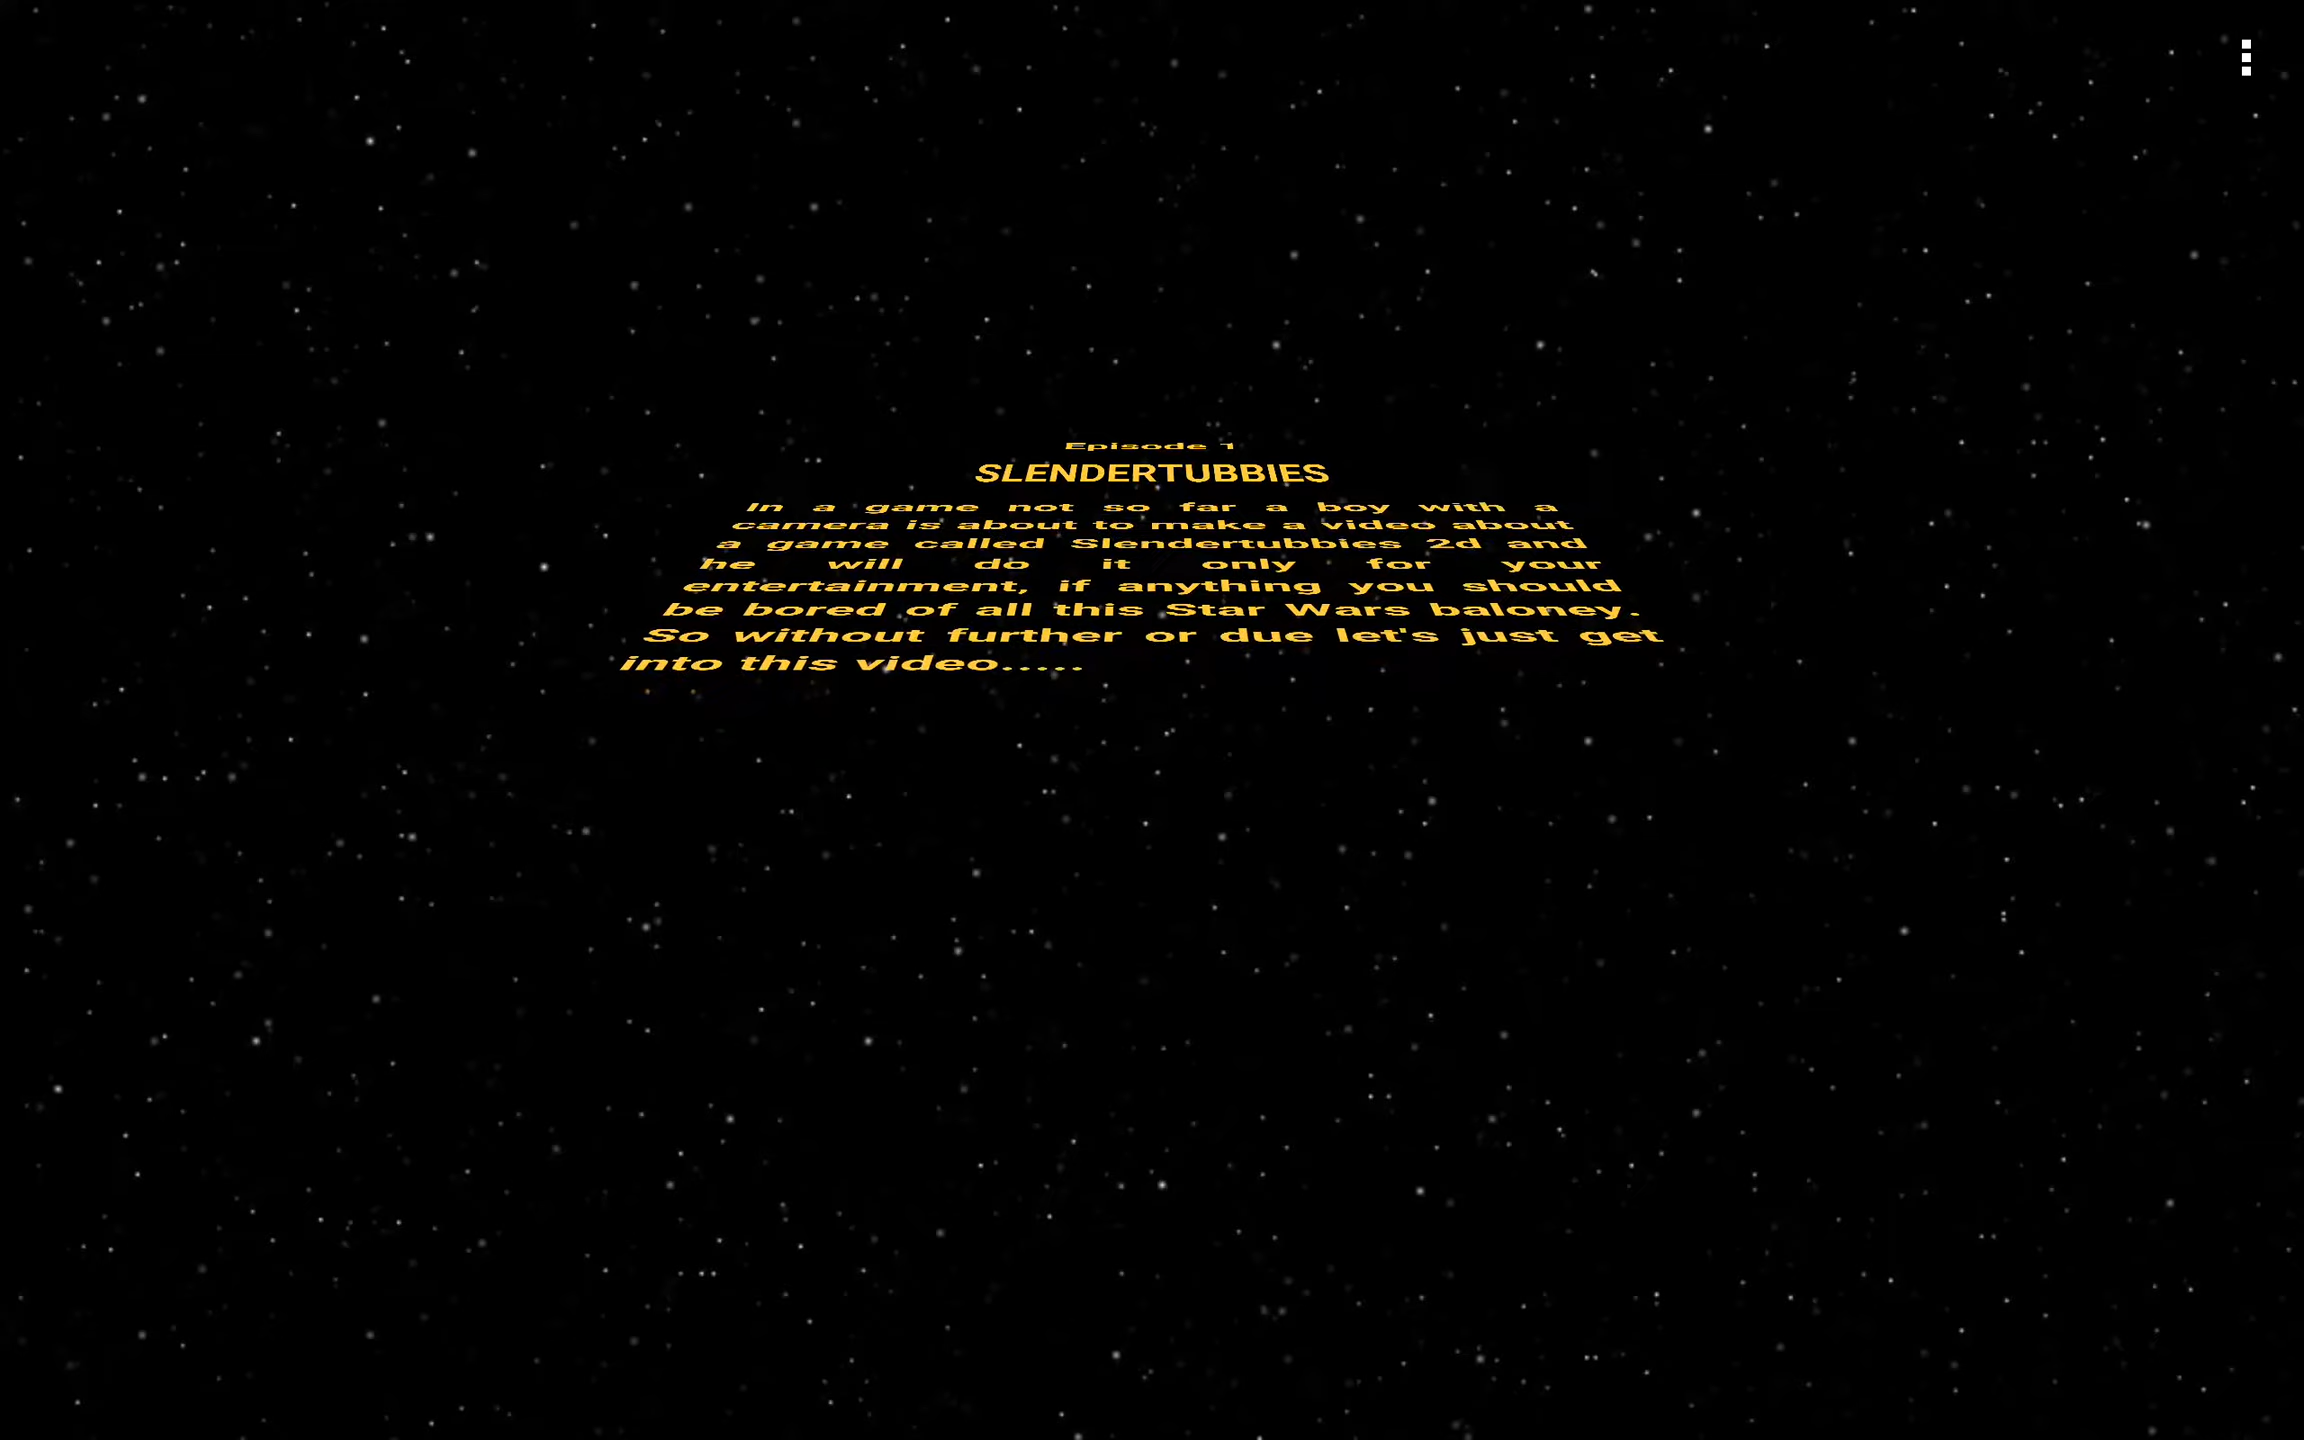 Episode 1
SLENDERTUBBIES
In a game not so far a boy with a
camera is about to make a video about
a game called Slendertubbies 2d and
he will do it only for your
entertainment, if anything you should
be bored of all this Star Wars baloney.
So without further or due let's just get
into this video.....